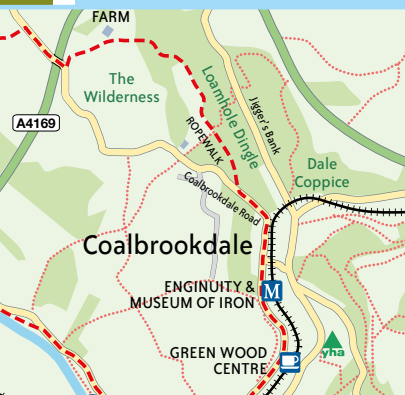 FARM
The
Wilderness
Loamhole Dingle
Jigger's Bank
A4169
ROPEWALK
Dale
Coppice
Coalbrookdale Road
Coalbrookdale
ENGINUITY &
MUSEUM OF IRON
M
GREEN WOOD
CENTRE
yha